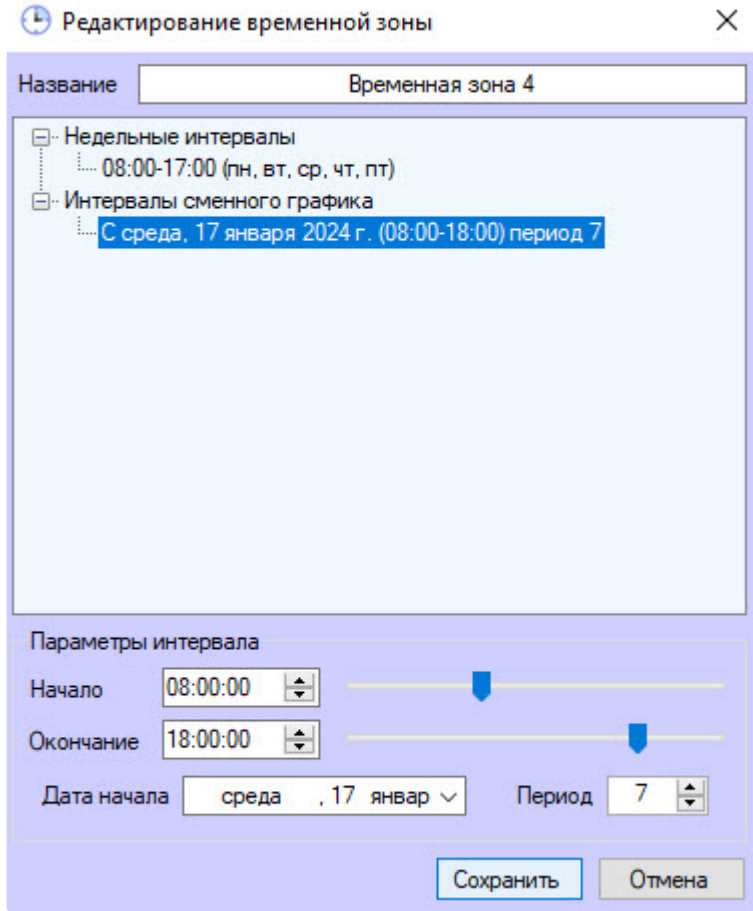 Редактирование временной зоны
Название Временная зона 4
Недельные интервалы
08:00-17:00 (пн, вт, ср, чт, пт)
Интервалы сменного графика
С среда, 17 января 2024 г. (08:00-18:00) период 7
Параметры интервала
Начало 08:00:00
Окончание 18:00:00
Дата начала среда , 17 январ Период 7
Сохранить Отмена